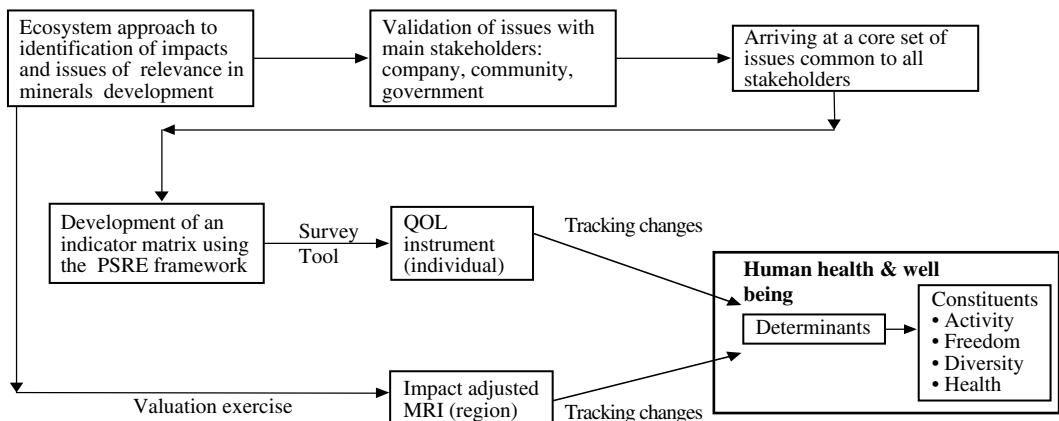 Ecosystem approach to
identification of impacts
and issues of relevance in
minerals development
Validation of issues with
main stakeholders:
company, community,
government
Arriving at a core set of
issues common to all
stakeholders
Development of an
indicator matrix using
the PSRE framework
Survey
Tool
QOL
instrument
(individual)
Tracking changes
Human health & well
being
Determinants
Constituents
• Activity
• Freedom
• Diversity
• Health
Valuation exercise
Impact adjusted
MRI (region)
Tracking changes